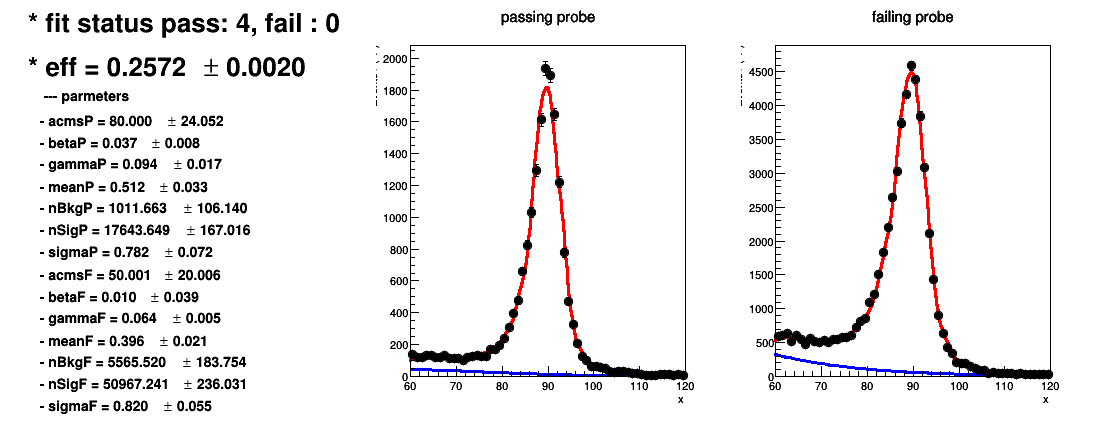 * fit status pass: 4, fail : 0
* eff = 0.2572 ± 0.0020
--- parmeters
- acmsP = 80.000 ± 24.052
- betaP = 0.037 ± 0.008
- gammaP = 0.094 ± 0.017
- meanP = 0.512 ± 0.033
- nBkgP = 1011.663 ± 106.140
- nSigP = 17643.649 ± 167.016
- sigmaP = 0.782 ± 0.072
- acmsF = 50.001 ± 20.006
- betaF = 0.010 ± 0.039
- gammaF = 0.064 ± 0.005
- meanF = 0.396 ± 0.021
- nBkgF = 5565.520 ± 183.754
- nSigF = 50967.241 ± 236.031
- sigmaF = 0.820 ± 0.055
passing probe
2000
1800
1600
1400
1200
1000
800
600
400
200
0
60 70 80 90 100 110 120
x
failing probe
4500
4000
3500
3000
2500
2000
1500
1000
500
0
60 70 80 90 100 110 120
x